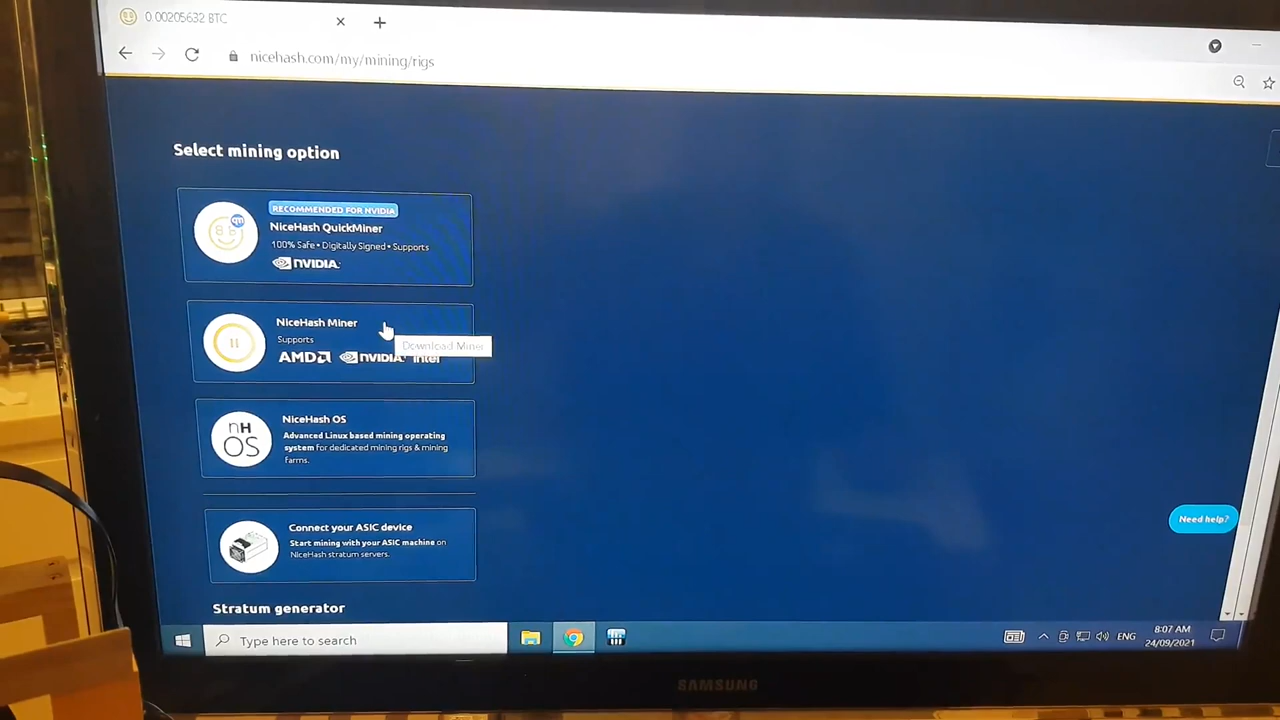 0.00205632 BTC
nicehash.com/my/mining/rigs
Select mining option
RECOMMENDED FOR NVIDIA
NiceHash QuickMiner
100% Safe • Digitally Signed • Supports
NVIDIA.
NiceHash Miner
Supports
AMD NVIDIA. intel
Download Miner
NiceHash OS
nH
OS
Advanced Linux based mining operating
system for dedicated mining rigs & mining
farms.
Connect your ASIC device
Start mining with your ASIC machine on
NiceHash stratum servers.
Stratum generator
Need help?
Type here to search
ENG
8:07 AM
24/09/2021
SAMSUNG